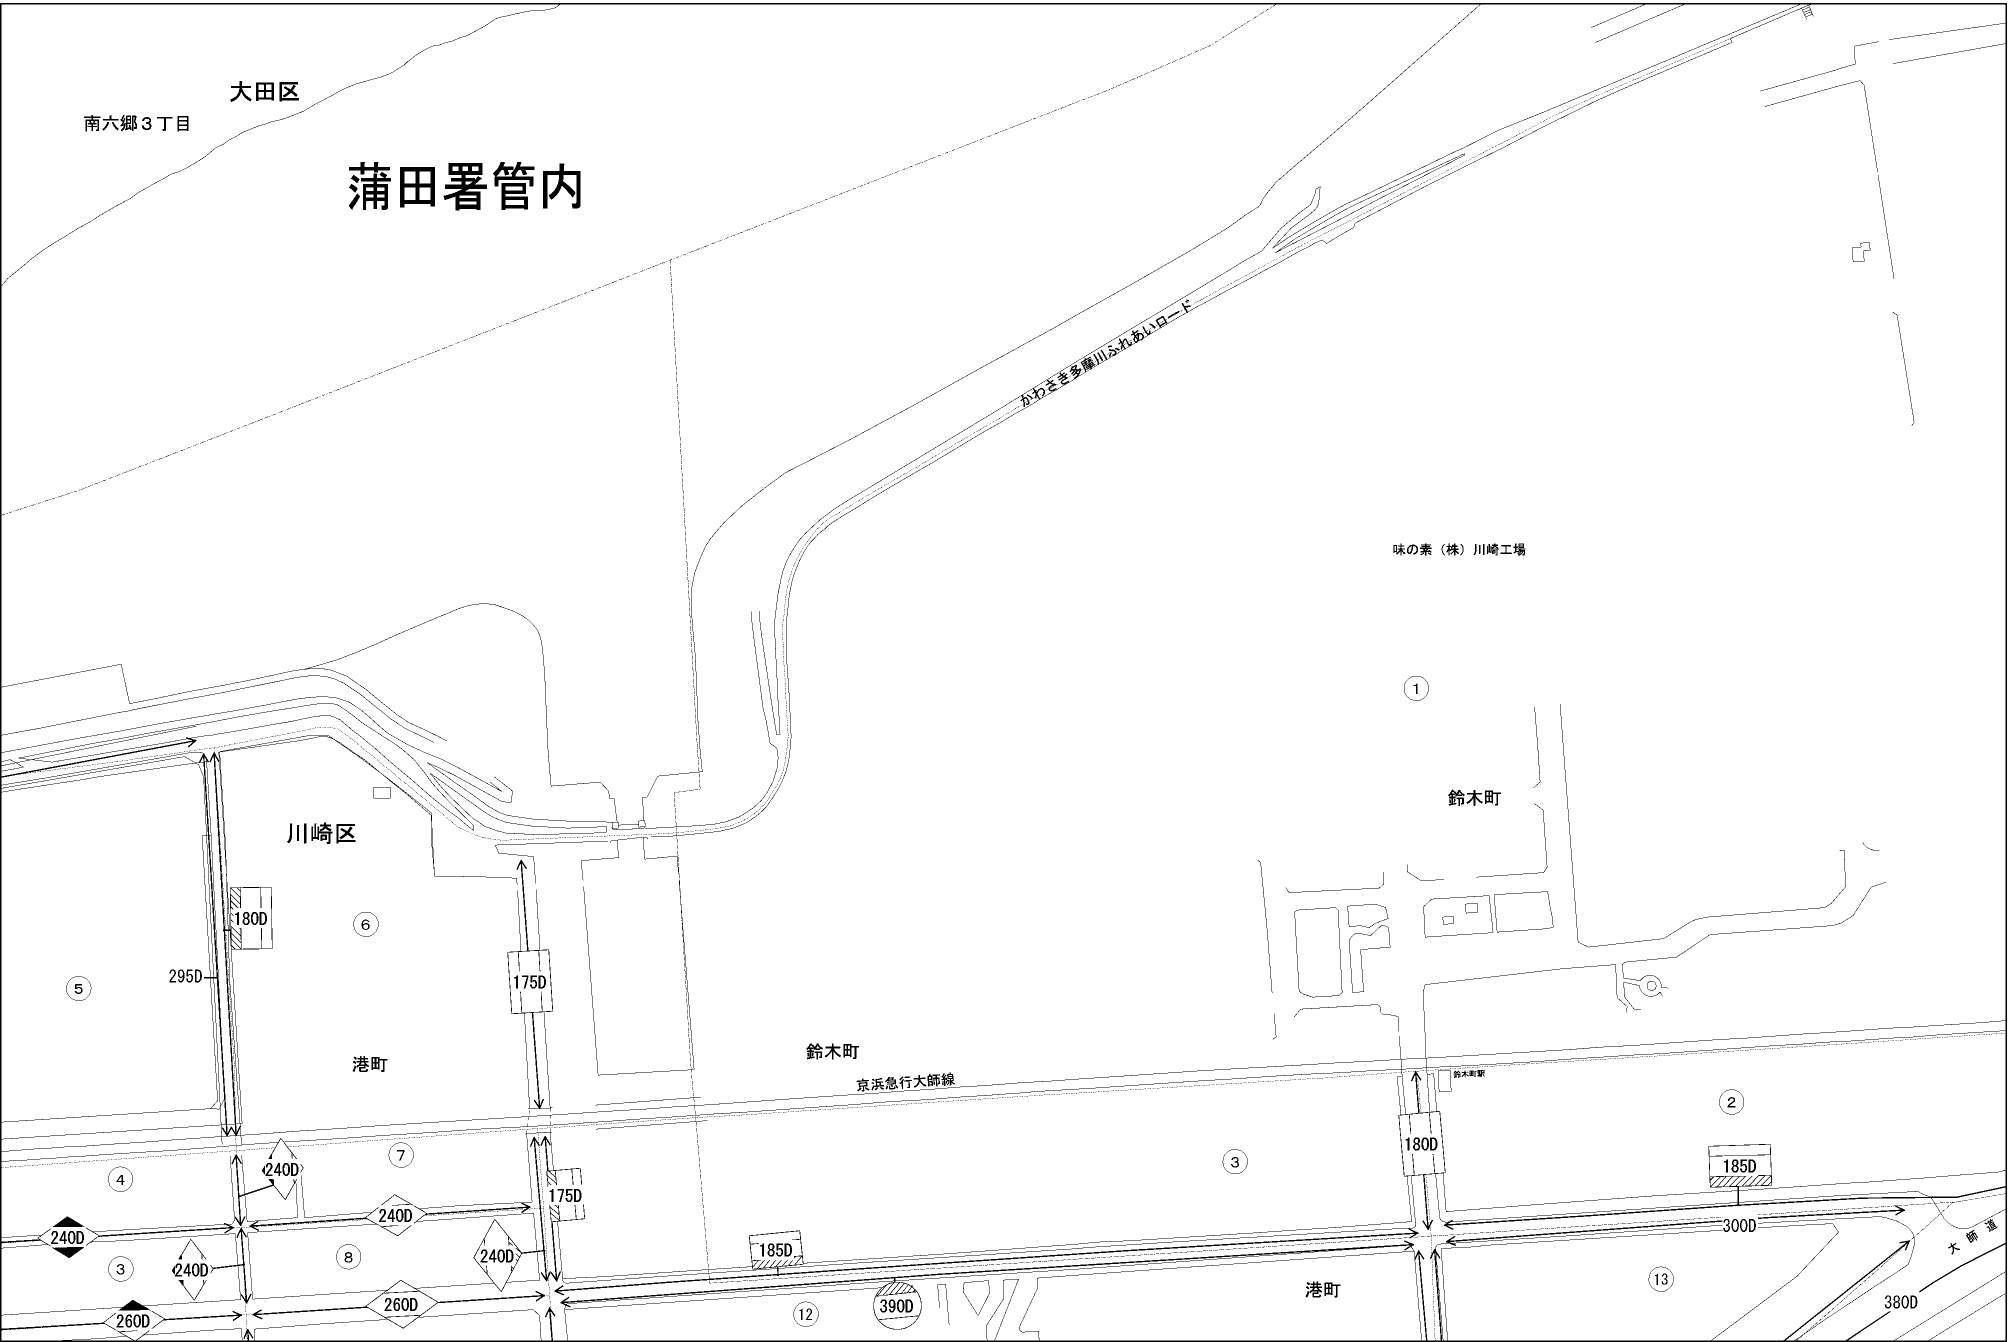 大田区
南六郷３丁目
蒲田署管内
かわさき多摩川ふれあいロード
味の素（株）川崎工場
①
鈴木町
川崎区
180D
⑥
295D
⑤
175D
港町
鈴木町
京浜急行大師線
鈴木町駅
②
180D
③
185D
⑦
240D
④
175D
240D
240D
300D
大師道
240D
185D
⑧
③
240D
港町
⑬
260D
390D
⑫
380D
260D